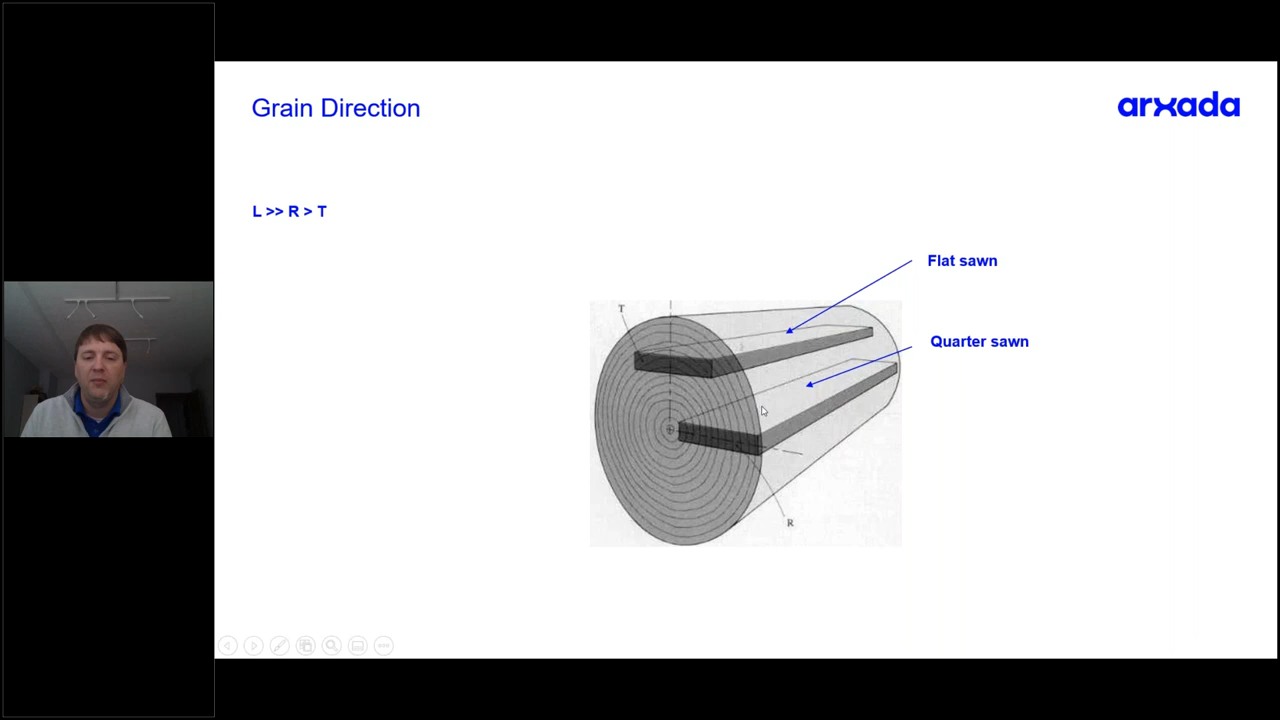 Grain Direction
arxada
L >> R > T
Flat sawn
T
Quarter sawn
R